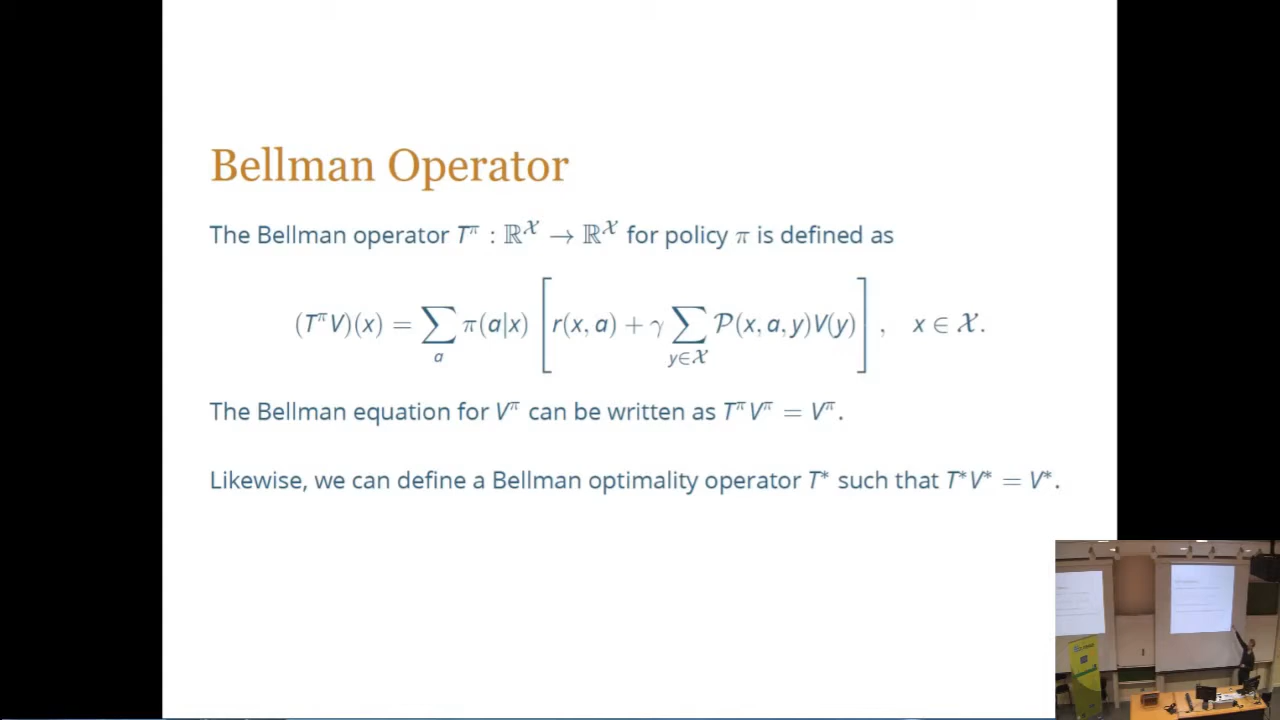 Bellman Operator
The Bellman operator T^π : ℝ^𝒳 → ℝ^𝒳 for policy π is defined as
(T^π V)(x) = ∑_a π(a|x) [ r(x, a) + γ ∑_{y∈𝒳} 𝒫(x, a, y)V(y) ] , x ∈ 𝒳.
The Bellman equation for V^π can be written as T^π V^π = V^π.
Likewise, we can define a Bellman optimality operator T* such that T*V* = V*.